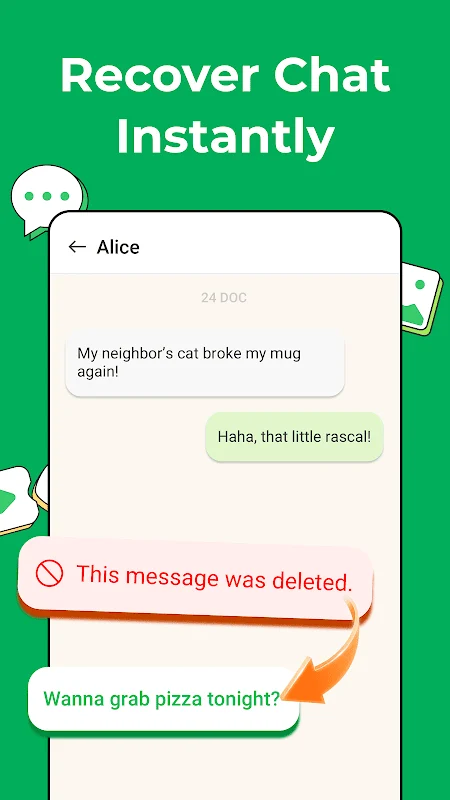 Recover Chat
Instantly
Alice
24 DOC
My neighbor’s cat broke my mug
again!
Haha, that little rascal!
This message was deleted.
Wanna grab pizza tonight?